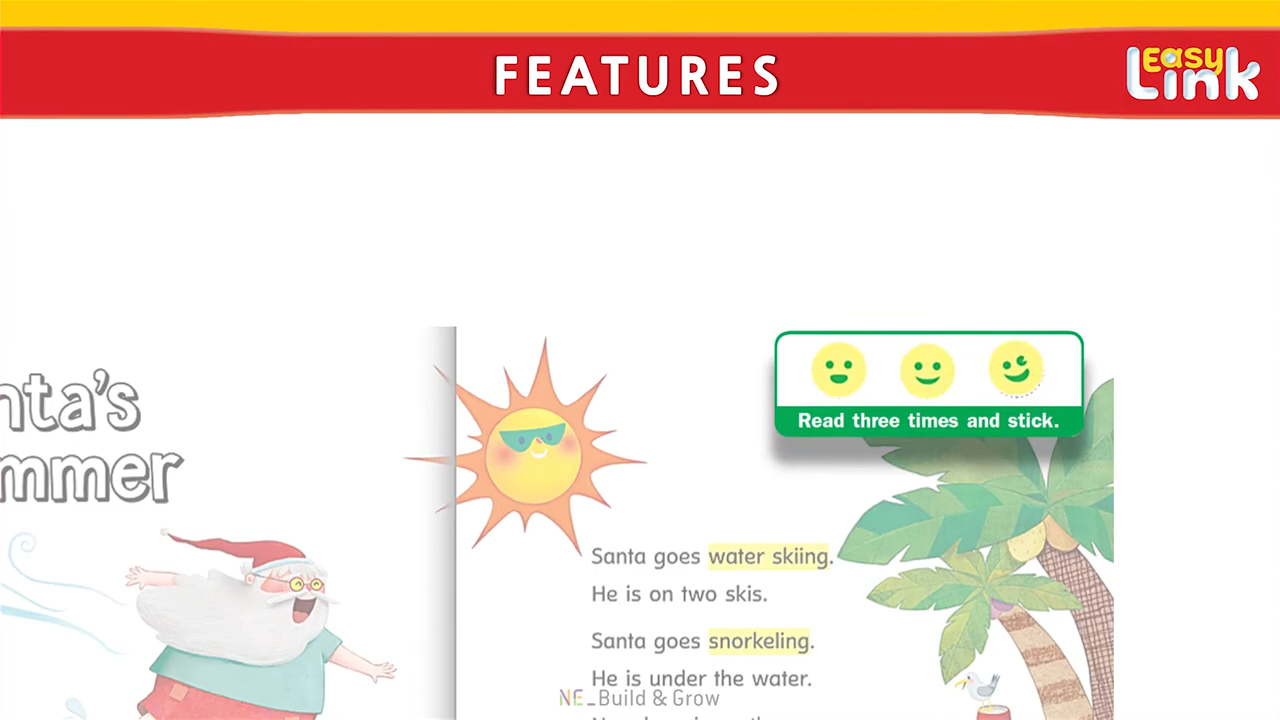 FEATURES
Easy
Link
nta's
mmer
Read three times and stick.
Santa goes water skiing.
He is on two skis.
Santa goes snorkeling.
He is under the water.
NE_Build & Grow